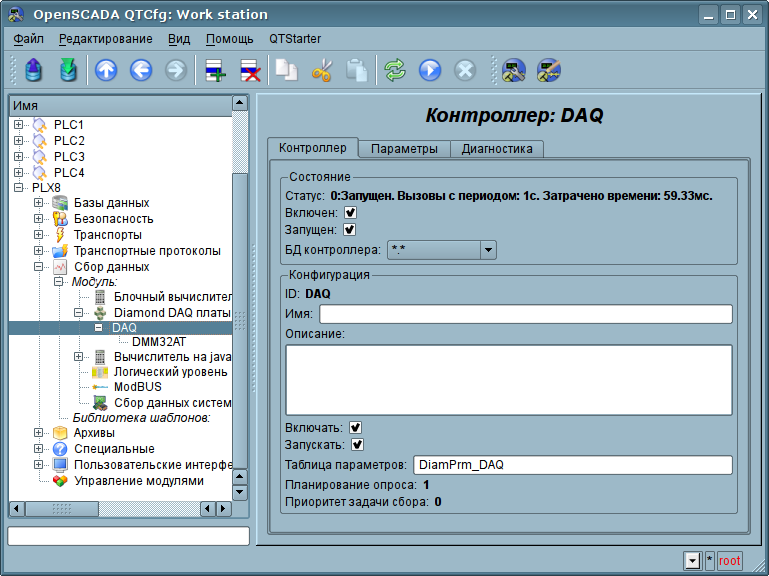 OpenSCADA QTCfg: Work station
Файл Редактирование Вид Помощь QTStarter
Имя
PLC1
PLC2
PLC3
PLC4
PLX8
Базы данных
Безопасность
Транспорты
Транспортные протоколы
Сбор данных
Модуль:
Блочный вычислител
Diamond DAQ платы
DAQ
DMM32AT
Вычислитель на java
Логический уровень
ModBUS
Сбор данных систем
Библиотека шаблонов:
Архивы
Специальные
Пользовательские интерфе
Управление модулями
Контроллер: DAQ
Контроллер Параметры Диагностика
Состояние
Статус: 0:Запущен. Вызовы с периодом: 1с. Затрачено времени: 59.33мс.
Включен:
Запущен:
БД контроллера: *.*
Конфигурация
ID: DAQ
Имя:
Описание:
Включать:
Запускать:
Таблица параметров: DiamPrm_DAQ
Планирование опроса: 1
Приоритет задачи сбора: 0
* root